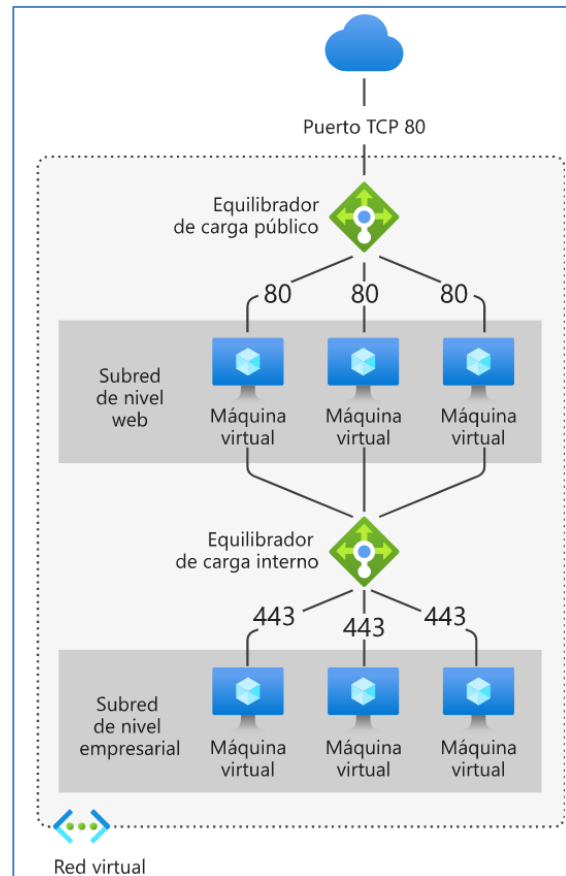 Puerto TCP 80
Equilibrador
de carga público
80
80
80
Subred
de nivel
web
Máquina
virtual
Máquina
virtual
Máquina
virtual
Equilibrador
de carga interno
443
443
443
Subred
de nivel
empresarial
Máquina
virtual
Máquina
virtual
Máquina
virtual
Red virtual